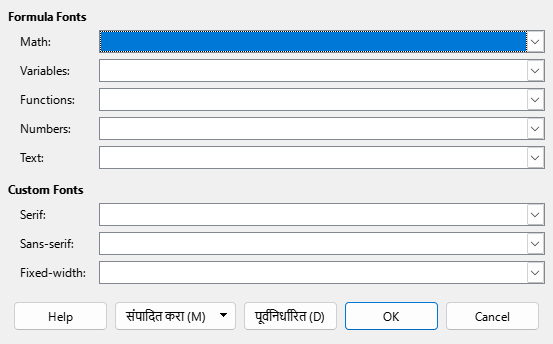 Formula Fonts
Math:
Variables:
Functions:
Numbers:
Text:
Custom Fonts
Serif:
Sans-serif:
Fixed-width:
Help संपादित करा (M) पूर्वनिर्धारित (D) OK Cancel